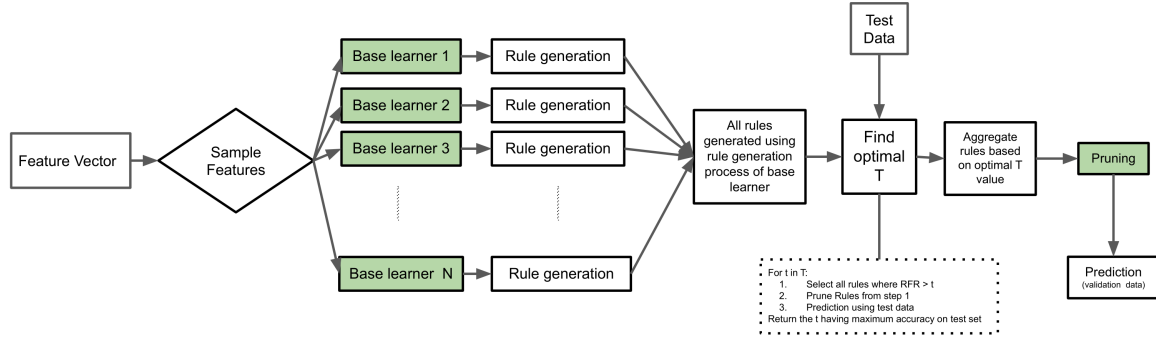 Feature Vector
Sample
Features
Base learner 1
Rule generation
Base learner 2
Rule generation
Base learner 3
Rule generation
Base learner N
Rule generation
All rules
generated using
rule generation
process of base
learner
Test
Data
Find
optimal
T
For t in T:
1. Select all rules where RFR > t
2. Prune Rules from step 1
3. Prediction using test data
Return the t having maximum accuracy on test set
Aggregate
rules based
on optimal T
value
Pruning
Prediction
(validation data)